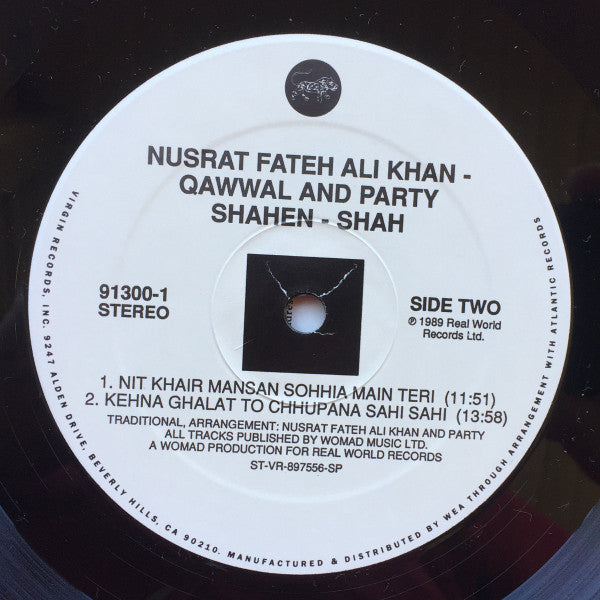 NUSRAT FATEH ALI KHAN -
QAWWAL AND PARTY
SHAHEN - SHAH
91300-1
STEREO
SIDE TWO
℗ 1989 Real World
Records Ltd.
1. NIT KHAIR MANSAN SOHHIA MAIN TERI (11:51)
2. KEHNA GHALAT TO CHHUPANA SAHI SAHI (13:58)
TRADITIONAL, ARRANGEMENT: NUSRAT FATEH ALI KHAN AND PARTY
ALL TRACKS PUBLISHED BY WOMAD MUSIC LTD.
A WOMAD PRODUCTION FOR REAL WORLD RECORDS
ST-VR-897556-SP
VIRGIN RECORDS, INC. 9247 ALDEN DRIVE, BEVERLY HILLS, CA 90210. MANUFACTURED & DISTRIBUTED BY WEA THROUGH ARRANGEMENT WITH ATLANTIC RECORDS